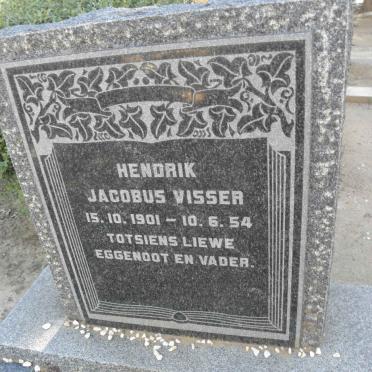 HENDRIK
JACOBUS VISSER
15.10.1901 – 10.6.54
TOTSIENS LIEWE
EGGENOOT EN VADER.